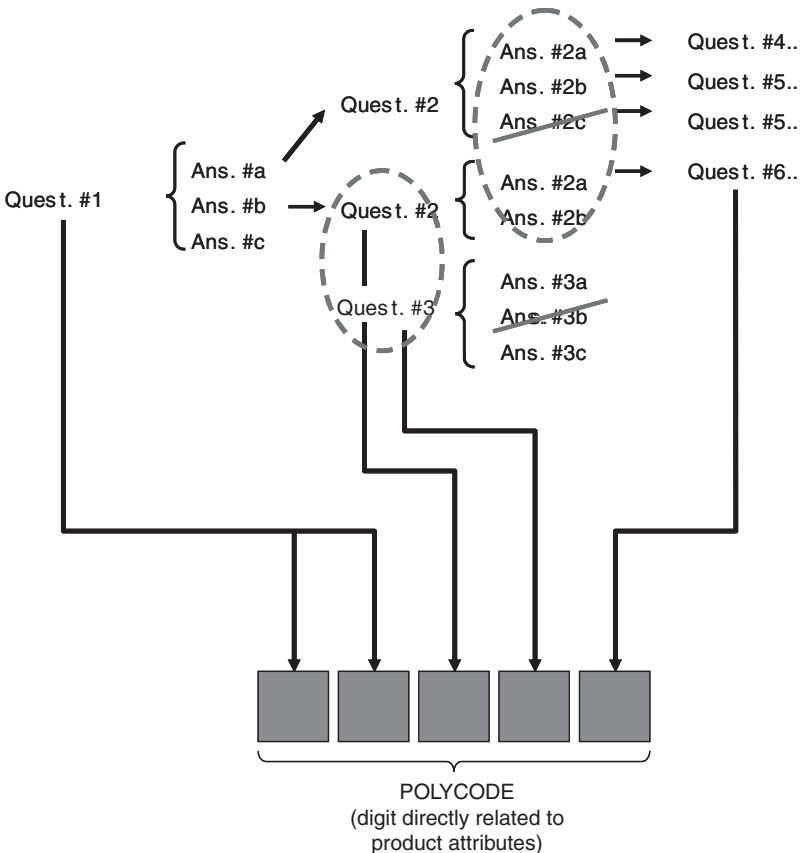 Quest. #1
Ans. #a
Ans. #b
Ans. #c
Quest. #2
Ans. #2a
Ans. #2b
Ans. #2c
Quest. #4..
Quest. #5..
Quest. #5..
Quest. #2
Ans. #2a
Ans. #2b
Quest. #6..
Quest. #3
Ans. #3a
Ans. #3b
Ans. #3c
POLYCODE
(digit directly related to
product attributes)